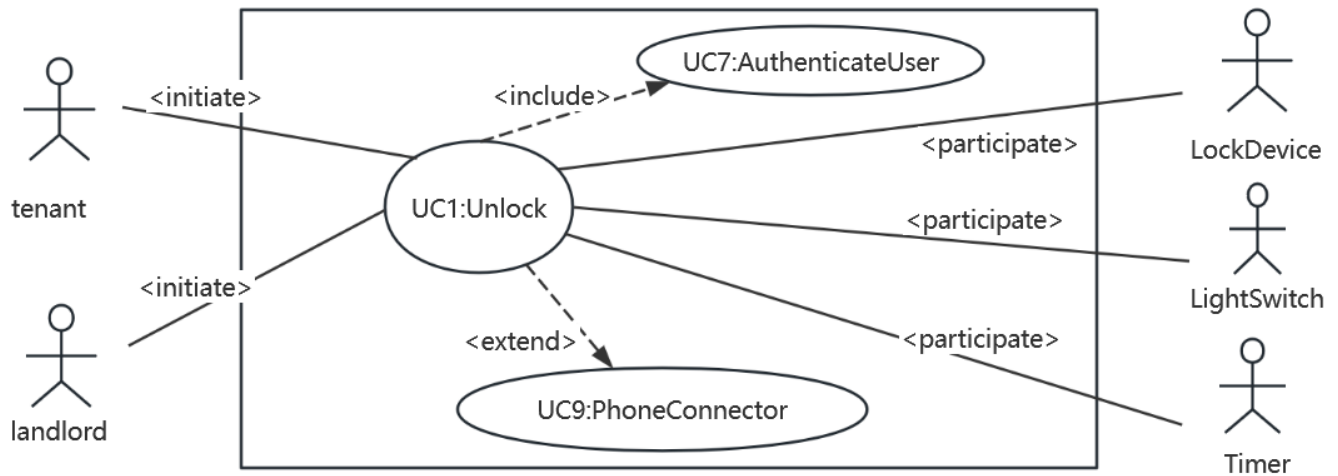 UC7:AuthenticateUser
<initiate>
<include>
<participate>
LockDevice
tenant
UC1:Unlock
<participate>
<initiate>
LightSwitch
<extend>
<participate>
UC9:PhoneConnector
landlord
Timer